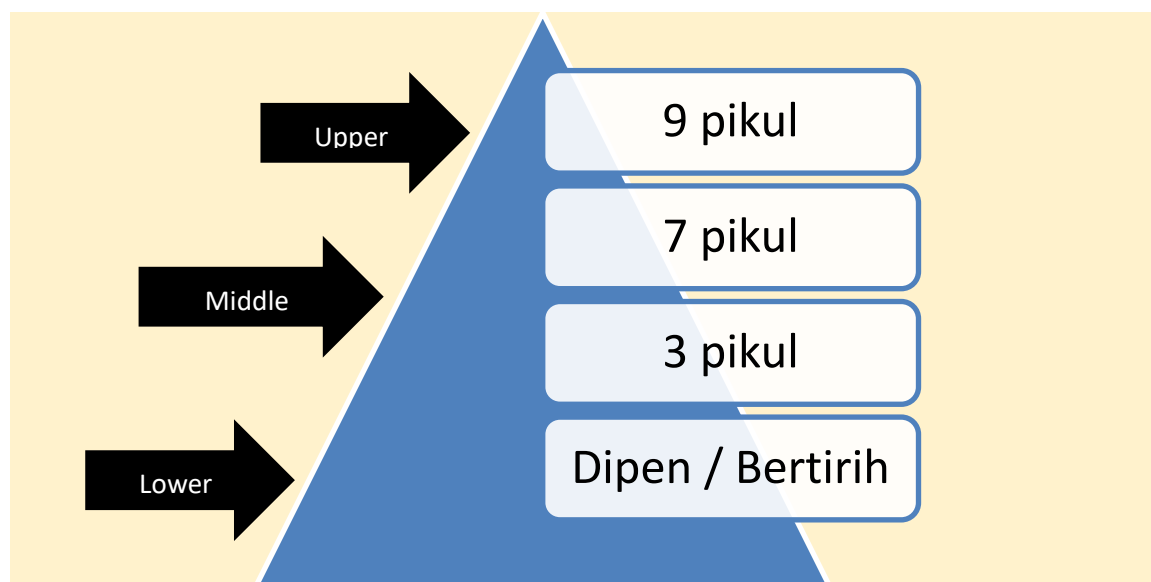 Upper
9 pikul
7 pikul
Middle
3 pikul
Dipen / Bertirih
Lower